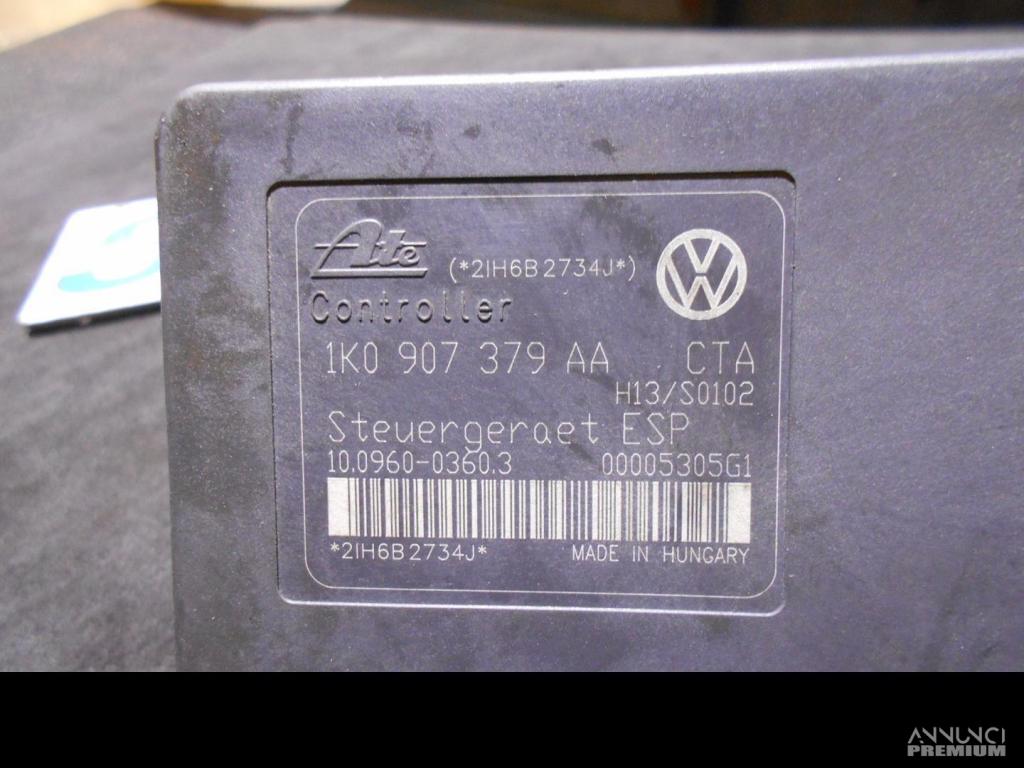 Ate
(*2IH6B2734J*)
Controller
1K0 907 379 AA CTA
H13/S0102
Steuergeraet ESP
10.0960-0360.3 00005305G1
*2IH6B2734J* MADE IN HUNGARY
ANNUNCI
PREMIUM